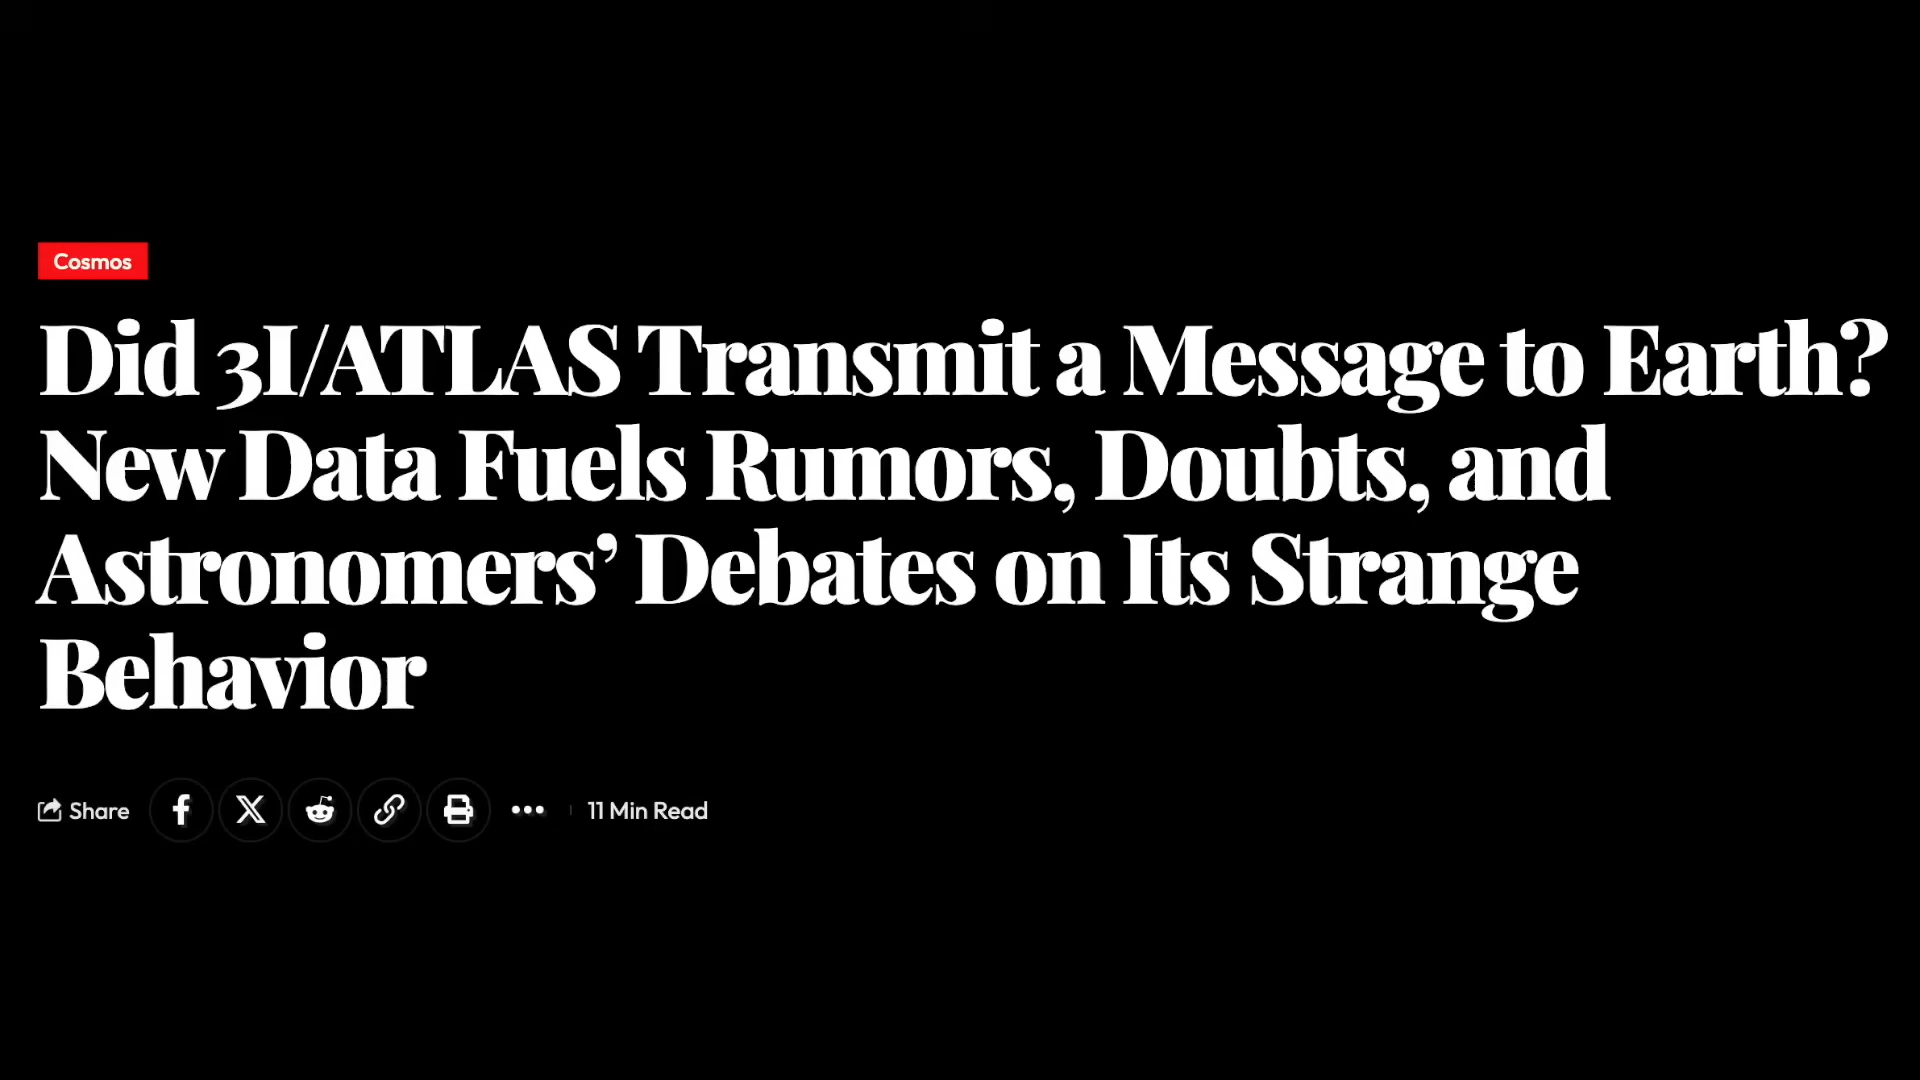 Cosmos
Did 3I/ATLAS Transmit a Message to Earth?
New Data Fuels Rumors, Doubts, and
Astronomers’ Debates on Its Strange
Behavior
Share 11 Min Read